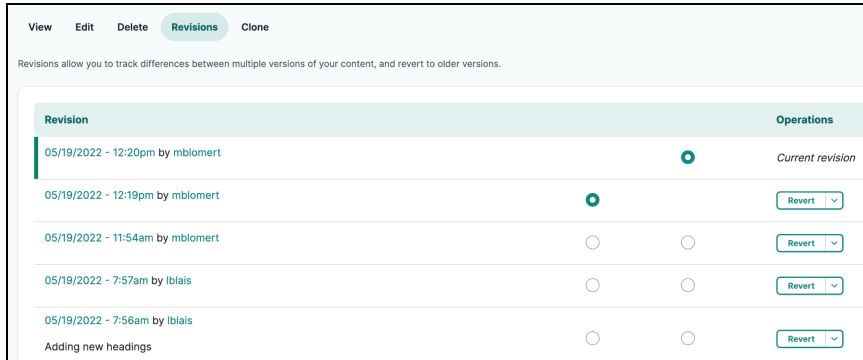 View Edit Delete Revisions Clone
Revisions allow you to track differences between multiple versions of your content, and revert to older versions.
Revision Operations
05/19/2022 - 12:20pm by mblomert Current revision
05/19/2022 - 12:19pm by mblomert Revert
05/19/2022 - 11:54am by mblomert Revert
05/19/2022 - 7:57am by lblais Revert
05/19/2022 - 7:56am by lblais
Adding new headings Revert